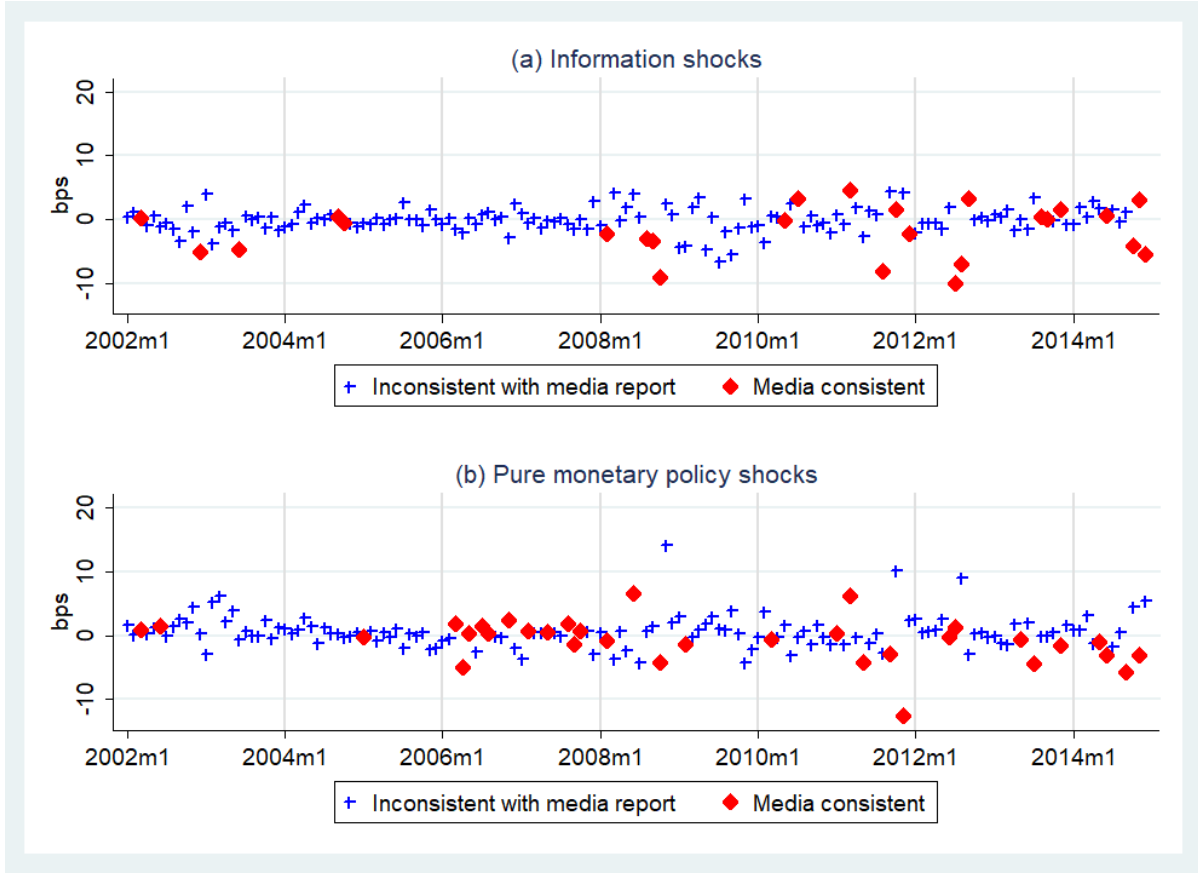 (a) Information shocks
20
10
0
-10
bps
2002m1 2004m1 2006m1 2008m1 2010m1 2012m1 2014m1
Inconsistent with media report Media consistent
(b) Pure monetary policy shocks
20
10
0
-10
bps
2002m1 2004m1 2006m1 2008m1 2010m1 2012m1 2014m1
Inconsistent with media report Media consistent